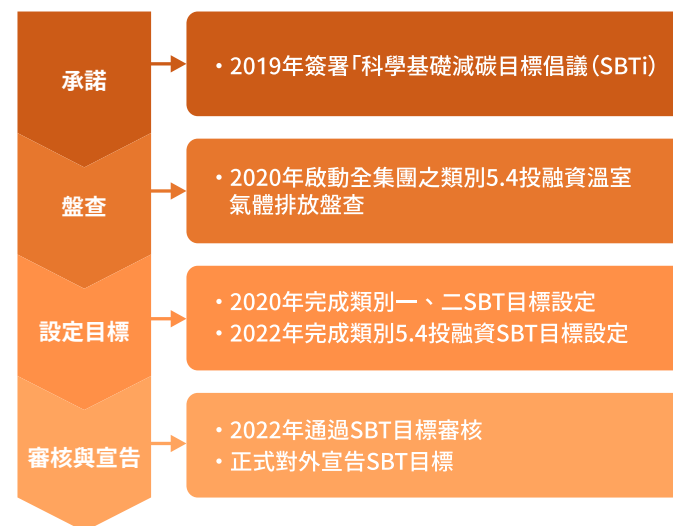 承諾
・2019年簽署「科學基礎減碳目標倡議（SBTi）
盤查
・2020年啟動全集團之類別5.4投融資溫室
氣體排放盤查
設定目標
・2020年完成類別一、二SBT目標設定
・2022年完成類別5.4投融資SBT目標設定
審核與宣告
・2022年通過SBT目標審核
・正式對外宣告SBT目標